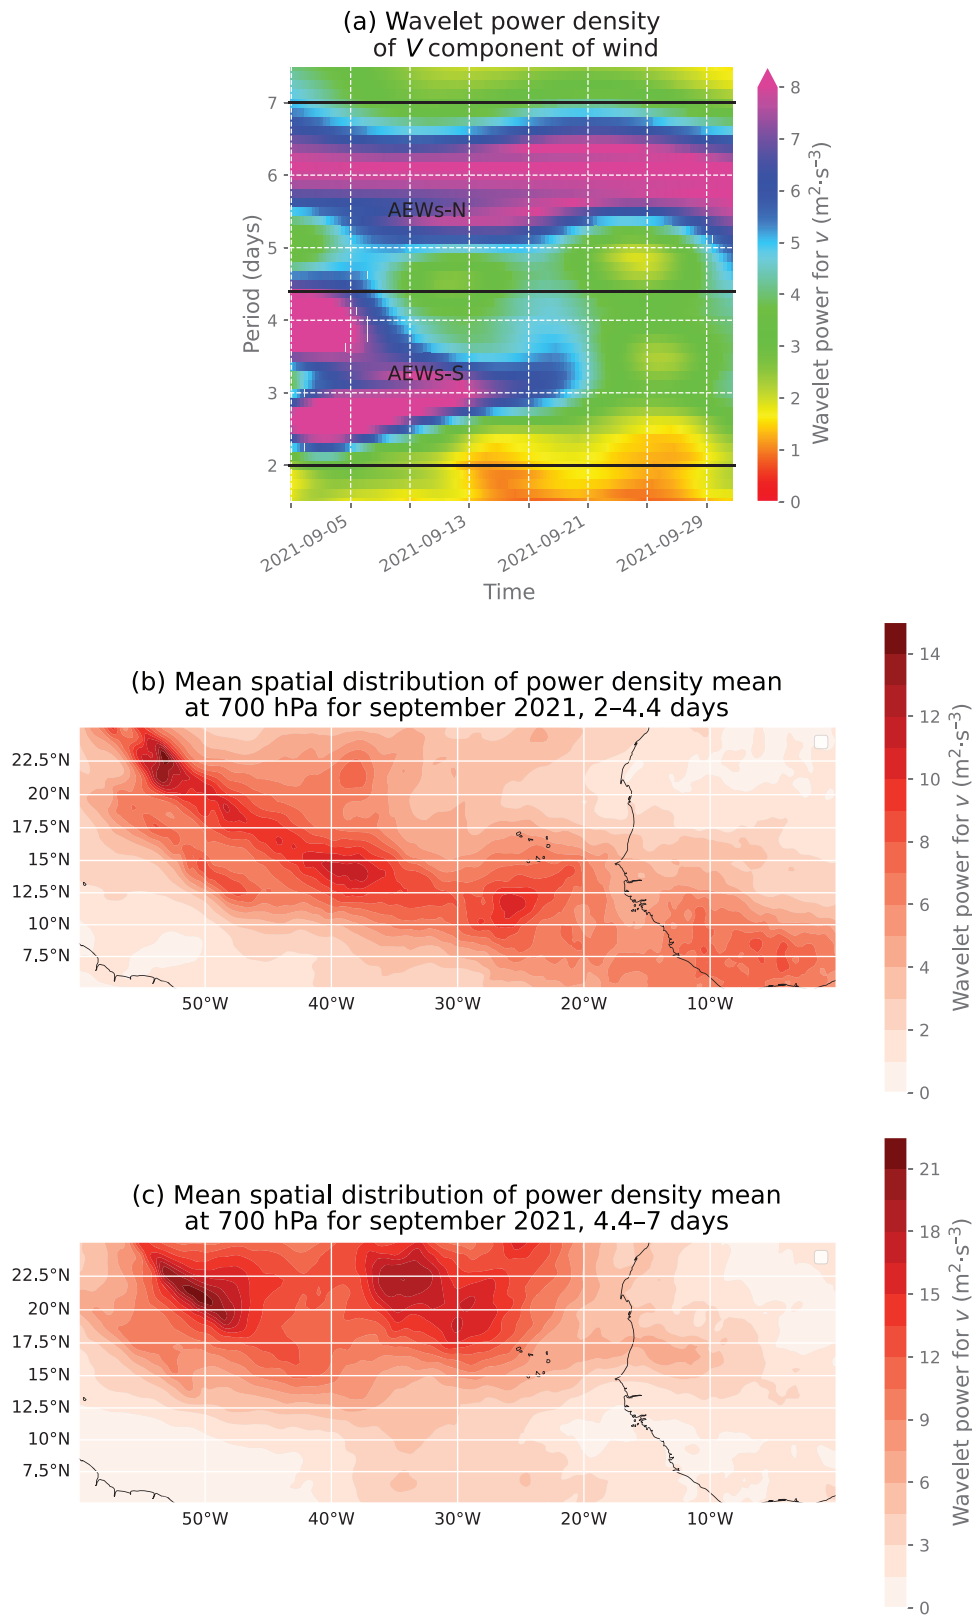 (a) Wavelet power density
of V component of wind
7
6
5
4
3
2
Period (days)
AEWs-N
AEWs-S
2021-09-05
2021-09-13
2021-09-21
2021-09-29
Time
8
7
6
5
4
3
2
1
0
Wavelet power for v (m²·s⁻³)
(b) Mean spatial distribution of power density mean
at 700 hPa for september 2021, 2–4.4 days
22.5°N
20°N
17.5°N
15°N
12.5°N
10°N
7.5°N
50°W
40°W
30°W
20°W
10°W
14
12
10
8
6
4
2
0
Wavelet power for v (m²·s⁻³)
(c) Mean spatial distribution of power density mean
at 700 hPa for september 2021, 4.4–7 days
22.5°N
20°N
17.5°N
15°N
12.5°N
10°N
7.5°N
50°W
40°W
30°W
20°W
10°W
21
18
15
12
9
6
3
0
Wavelet power for v (m²·s⁻³)